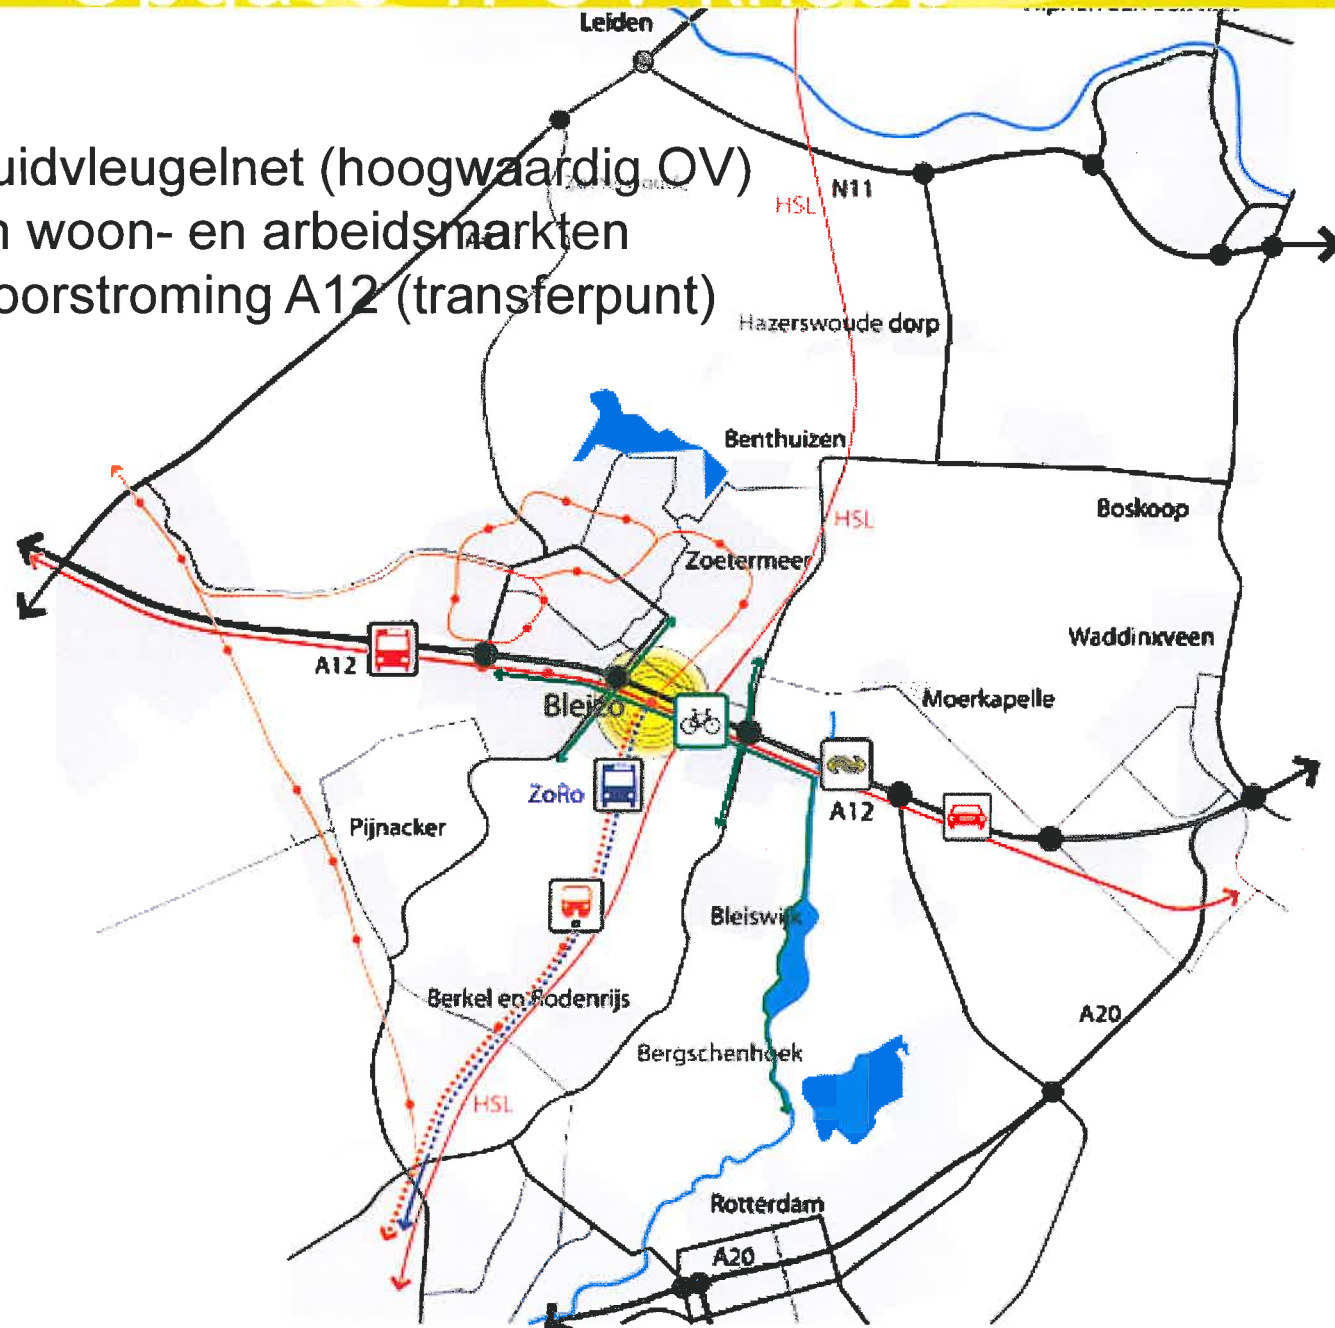 Leiden
uidvleugelnet (hoogwaardig OV)
n woon- en arbeidsmarkten
oorstroming A12 (transferpunt)
N11
HSL
Hazerswoude dorp
Benthuizen
Boskoop
HSL
Zoetermeer
Waddinxveen
A12
Moerkapelle
Bleizo
ZoRo
A12
Pijnacker
Bleiswijk
Berkel en Rodenrijs
A20
Bergschenhoek
HSL
Rotterdam
A20